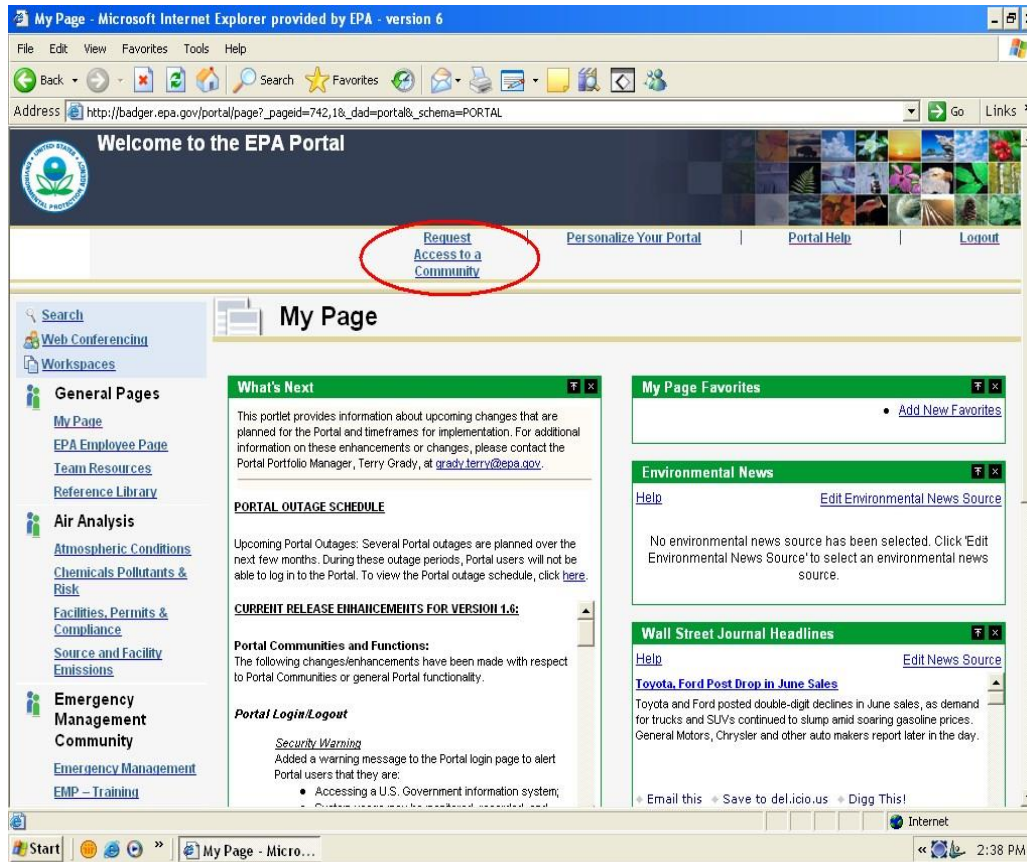 My Page - Microsoft Internet Explorer provided by EPA - version 6
File Edit View Favorites Tools Help
Back Search Favorites
Address http://badger.epa.gov/portal/page?_pageid=742,1&_dad=portal&_schema=PORTAL Go Links
Welcome to the EPA Portal
Request Access to a Community | Personalize Your Portal | Portal Help | Logout
Search
Web Conferencing
Workspaces
General Pages
My Page
EPA Employee Page
Team Resources
Reference Library
Air Analysis
Atmospheric Conditions
Chemicals Pollutants &
Risk
Facilities, Permits &
Compliance
Source and Facility
Emissions
Emergency
Management
Community
Emergency Management
EMP – Training
My Page
What's Next
This portlet provides information about upcoming changes that are
planned for the Portal and timeframes for implementation. For additional
information on these enhancements or changes, please contact the
Portal Portfolio Manager, Terry Grady, at grady.terry@epa.gov.
PORTAL OUTAGE SCHEDULE
Upcoming Portal Outages: Several Portal outages are planned over the
next few months. During these outage periods, Portal users will not be
able to log in to the Portal. To view the Portal outage schedule, click here.
CURRENT RELEASE ENHANCEMENTS FOR VERSION 1.6:
Portal Communities and Functions:
The following changes/enhancements have been made with respect
to Portal Communities or general Portal functionality.
Portal Login/Logout
Security Warning
Added a warning message to the Portal login page to alert
Portal users that they are:
• Accessing a U.S. Government information system;
My Page Favorites
• Add New Favorites
Environmental News
Help Edit Environmental News Source
No environmental news source has been selected. Click 'Edit
Environmental News Source' to select an environmental news
source.
Wall Street Journal Headlines
Help Edit News Source
Toyota, Ford Post Drop in June Sales
Toyota and Ford posted double-digit declines in June sales, as demand
for trucks and SUVs continued to slump amid soaring gasoline prices.
General Motors, Chrysler and other auto makers report later in the day.
Email this Save to del.icio.us Digg This!
Internet
Start My Page - Micro... 2:38 PM